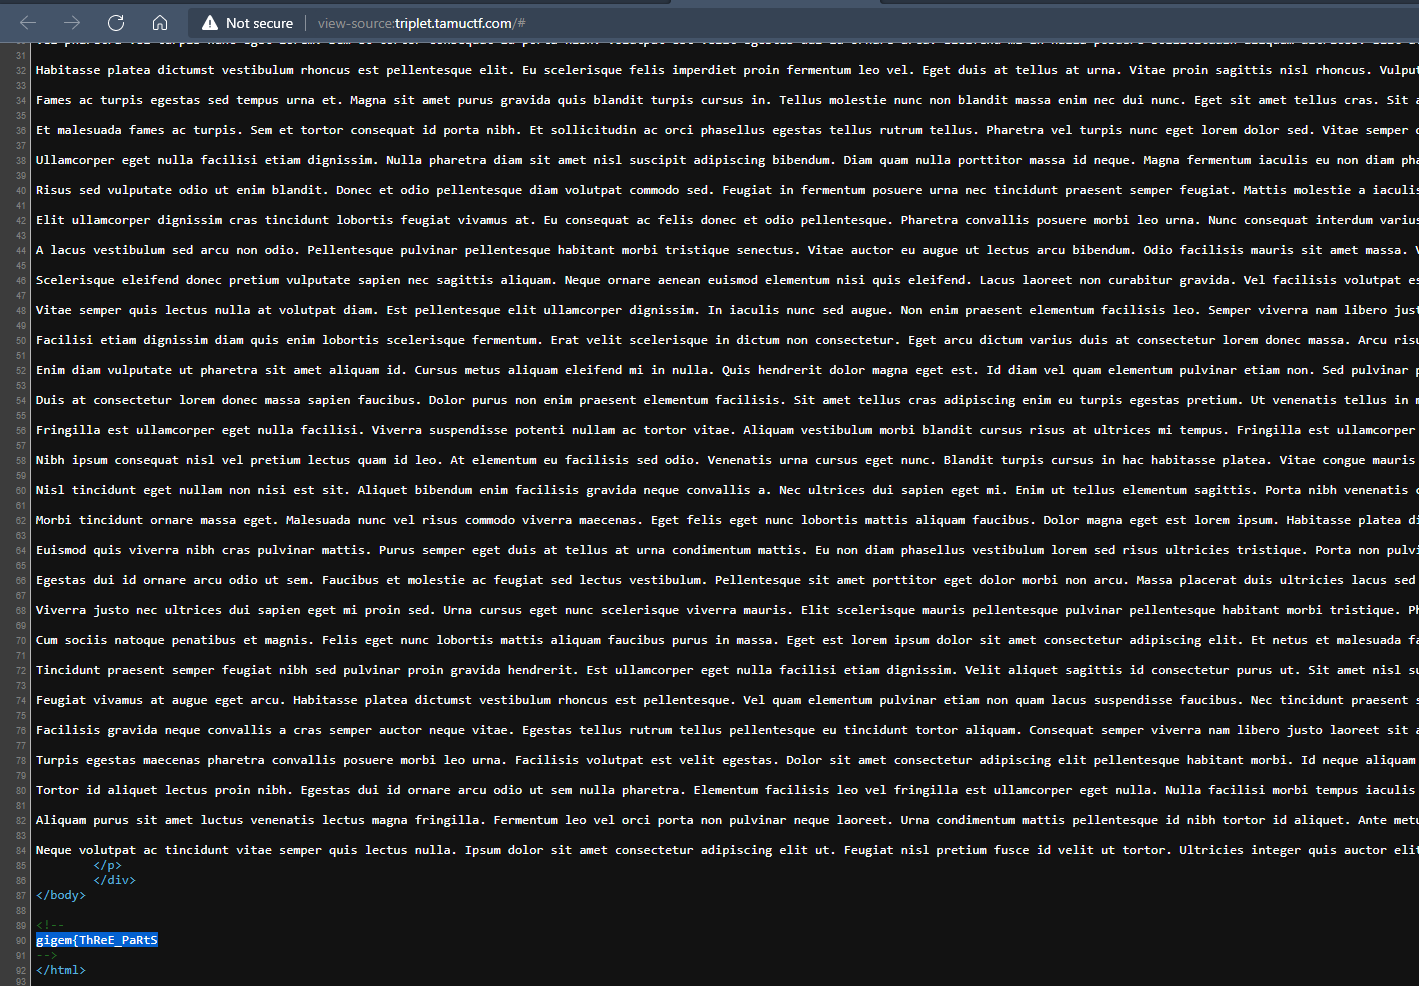 Not secure
view-source:triplet.tamuctf.com/#
31
32 Habitasse platea dictumst vestibulum rhoncus est pellentesque elit. Eu scelerisque felis imperdiet proin fermentum leo vel. Eget duis at tellus at urna. Vitae proin sagittis nisl rhoncus.
33
34 Fames ac turpis egestas sed tempus urna et. Magna sit amet purus gravida quis blandit turpis cursus in. Tellus molestie nunc non blandit massa enim nec dui nunc. Eget sit amet tellus cras. Sit
35
36 Et malesuada fames ac turpis. Sem et tortor consequat id porta nibh. Et sollicitudin ac orci phasellus egestas tellus rutrum tellus. Pharetra vel turpis nunc eget lorem dolor sed. Vitae semper
37
38 Ullamcorper eget nulla facilisi etiam dignissim. Nulla pharetra diam sit amet nisl suscipit adipiscing bibendum. Diam quam nulla porttitor massa id neque. Magna fermentum iaculis eu non diam
39
40 Risus sed vulputate odio ut enim blandit. Donec et odio pellentesque diam volutpat commodo sed. Feugiat in fermentum posuere urna nec tincidunt praesent semper feugiat. Mattis molestie a iaculis
41
42 Elit ullamcorper dignissim cras tincidunt lobortis feugiat vivamus at. Eu consequat ac felis donec et odio pellentesque. Pharetra convallis posuere morbi leo urna. Nunc consequat interdum varius
43
44 A lacus vestibulum sed arcu non odio. Pellentesque pulvinar pellentesque habitant morbi tristique senectus. Vitae auctor eu augue ut lectus arcu bibendum. Odio facilisis mauris sit amet massa.
45
46 Scelerisque eleifend donec pretium vulputate sapien nec sagittis aliquam. Neque ornare aenean euismod elementum nisi quis eleifend. Lacus laoreet non curabitur gravida. Vel facilisis volutpat
47
48 Vitae semper quis lectus nulla at volutpat diam. Est pellentesque elit ullamcorper dignissim. In iaculis nunc sed augue. Non enim praesent elementum facilisis leo. Semper viverra nam libero
49
50 Facilisi etiam dignissim diam quis enim lobortis scelerisque fermentum. Erat velit scelerisque in dictum non consectetur. Eget arcu dictum varius duis at consectetur lorem donec massa. Arcu
51
52 Enim diam vulputate ut pharetra sit amet aliquam id. Cursus metus aliquam eleifend mi in nulla. Quis hendrerit dolor magna eget est. Id diam vel quam elementum pulvinar etiam non. Sed pulvinar
53
54 Duis at consectetur lorem donec massa sapien faucibus. Dolor purus non enim praesent elementum facilisis. Sit amet tellus cras adipiscing enim eu turpis egestas pretium. Ut venenatis tellus in
55
56 Fringilla est ullamcorper eget nulla facilisi. Viverra suspendisse potenti nullam ac tortor vitae. Aliquam vestibulum morbi blandit cursus risus at ultrices mi tempus. Fringilla est ullamcorper
57
58 Nibh ipsum consequat nisl vel pretium lectus quam id leo. At elementum eu facilisis sed odio. Venenatis urna cursus eget nunc. Blandit turpis cursus in hac habitasse platea. Vitae congue mauris
59
60 Nisl tincidunt eget nullam non nisi est sit. Aliquet bibendum enim facilisis gravida neque convallis a. Nec ultrices dui sapien eget mi. Enim ut tellus elementum sagittis. Porta nibh venenatis
61
62 Morbi tincidunt ornare massa eget. Malesuada nunc vel risus commodo viverra maecenas. Eget felis eget nunc lobortis mattis aliquam faucibus. Dolor magna eget est lorem ipsum. Habitasse platea
63
64 Euismod quis viverra nibh cras pulvinar mattis. Purus semper eget duis at tellus at urna condimentum mattis. Eu non diam phasellus vestibulum lorem sed risus ultricies tristique. Porta non
65
66 Egestas dui id ornare arcu odio ut sem. Faucibus et molestie ac feugiat sed lectus vestibulum. Pellentesque sit amet porttitor eget dolor morbi non arcu. Massa placerat duis ultricies lacus sed
67
68 Viverra justo nec ultrices dui sapien eget mi proin sed. Urna cursus eget nunc scelerisque viverra mauris. Elit scelerisque mauris pellentesque pulvinar pellentesque habitant morbi tristique.
69
70 Cum sociis natoque penatibus et magnis. Felis eget nunc lobortis mattis aliquam faucibus purus in massa. Eget est lorem ipsum dolor sit amet consectetur adipiscing elit. Et netus et malesuada
71
72 Tincidunt praesent semper feugiat nibh sed pulvinar proin gravida hendrerit. Est ullamcorper eget nulla facilisi etiam dignissim. Velit aliquet sagittis id consectetur purus ut. Sit amet nisl
73
74 Feugiat vivamus at augue eget arcu. Habitasse platea dictumst vestibulum rhoncus est pellentesque. Vel quam elementum pulvinar etiam non quam lacus suspendisse faucibus. Nec tincidunt praesent
75
76 Facilisis gravida neque convallis a cras semper auctor neque vitae. Egestas tellus rutrum tellus pellentesque eu tincidunt tortor aliquam. Consequat semper viverra nam libero justo laoreet sit
77
78 Turpis egestas maecenas pharetra convallis posuere morbi leo urna. Facilisis volutpat est velit egestas. Dolor sit amet consectetur adipiscing elit pellentesque habitant morbi. Id neque aliquam
79
80 Tortor id aliquet lectus proin nibh. Egestas dui id ornare arcu odio ut sem nulla pharetra. Elementum facilisis leo vel fringilla est ullamcorper eget nulla. Nulla facilisi morbi tempus iaculis
81
82 Aliquam purus sit amet luctus venenatis lectus magna fringilla. Fermentum leo vel orci porta non pulvinar neque laoreet. Urna condimentum mattis pellentesque id nibh tortor id aliquet. Ante
83
84 Neque volutpat ac tincidunt vitae semper quis lectus nulla. Ipsum dolor sit amet consectetur adipiscing elit ut. Feugiat nisl pretium fusce id velit ut tortor. Ultricies integer quis auctor
85 </p>
86 </div>
87 </body>
88
89 <!--
90 gigem{ThReE_PaRtS
91 -->
92 </html>
93